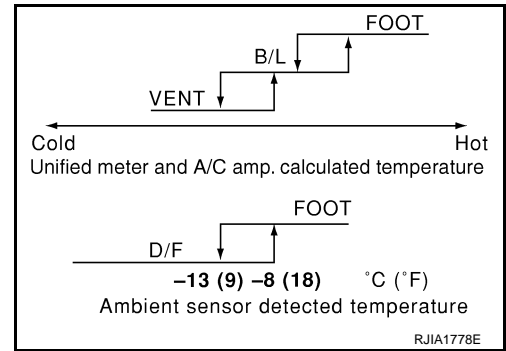 FOOT
B/L
VENT
Cold Hot
Unified meter and A/C amp. calculated temperature
FOOT
D/F
–13 (9) –8 (18) °C (°F)
Ambient sensor detected temperature
RJIA1778E